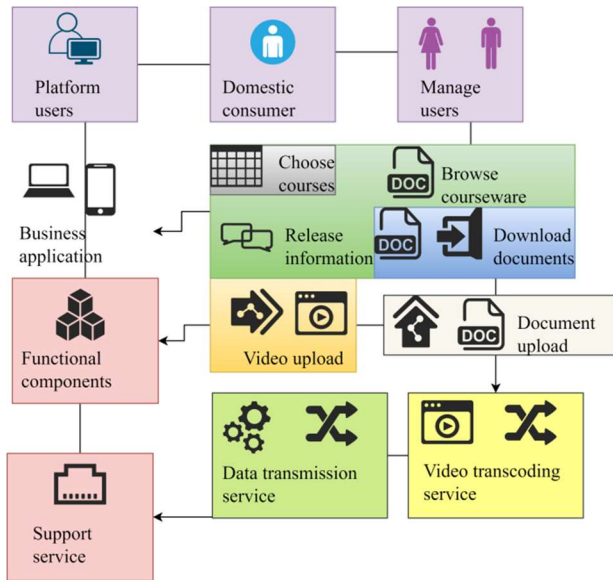 Platform
users
Domestic
consumer
Manage
users
Choose
courses
DOC
Browse
courseware
Business
application
Release
information
DOC
Download
documents
Functional
components
Video upload
DOC
Document
upload
Data transmission
service
Video transcoding
service
Support
service